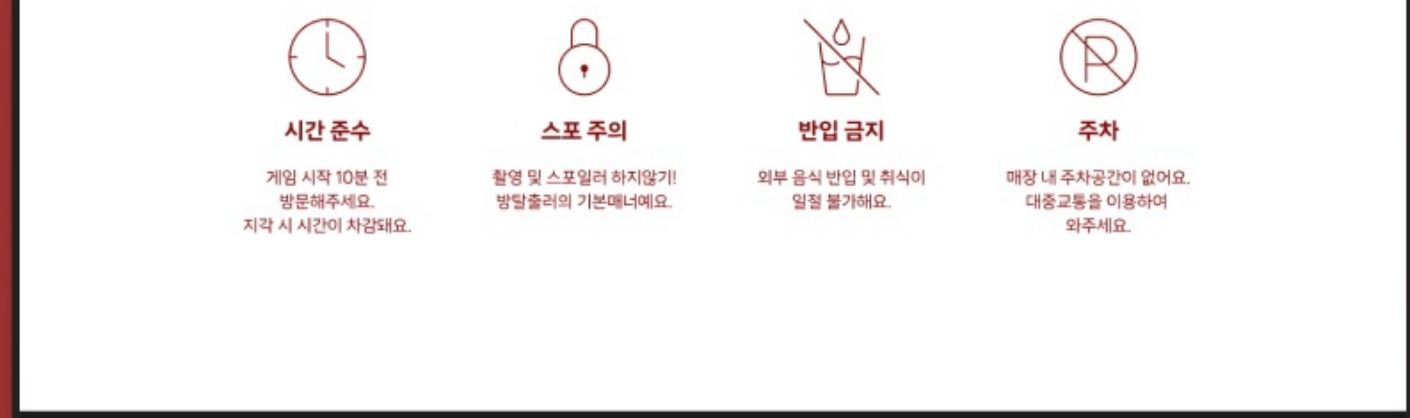 시간 준수
게임 시작 10분 전
방문해주세요.
지각 시 시간이 차감돼요.
스포 주의
촬영 및 스포일러 하지않기!
방탈출러의 기본매너예요.
반입 금지
외부 음식 반입 및 취식이
일절 불가해요.
주차
매장 내 주차공간이 없어요.
대중교통을 이용하여
와주세요.